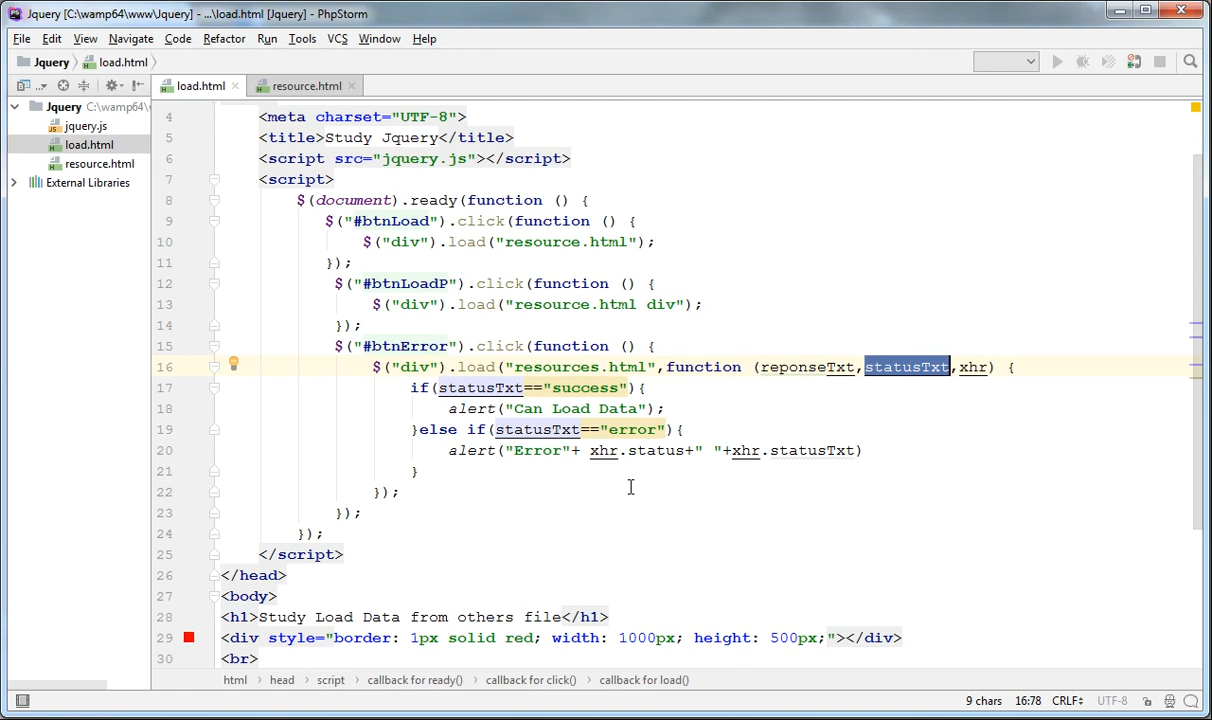 Jquery [C:\wamp64\www\Jquery] - ...\load.html [Jquery] - PhpStorm
File Edit View Navigate Code Refactor Run Tools VCS Window Help
Jquery load.html
load.html resource.html
Jquery C:\wamp64\
jquery.js
load.html
resource.html
External Libraries
4 <meta charset="UTF-8">
5 <title>Study Jquery</title>
6 <script src="jquery.js"></script>
7 <script>
8 $(document).ready(function () {
9 $("#btnLoad").click(function () {
10 $("div").load("resource.html");
11 });
12 $("#btnLoadP").click(function () {
13 $("div").load("resource.html div");
14 });
15 $("#btnError").click(function () {
16 $("div").load("resources.html",function (reponseTxt,statusTxt,xhr) {
17 if(statusTxt=="success"){
18 alert("Can Load Data");
19 }else if(statusTxt=="error"){
20 alert("Error"+ xhr.status+" "+xhr.statusTxt)
21 }
22 });
23 });
24 });
25 </script>
26 </head>
27 <body>
28 <h1>Study Load Data from others file</h1>
29 <div style="border: 1px solid red; width: 1000px; height: 500px;"></div>
30 <br>
html head script callback for ready() callback for click() callback for load()
9 chars 16:78 CRLF UTF-8